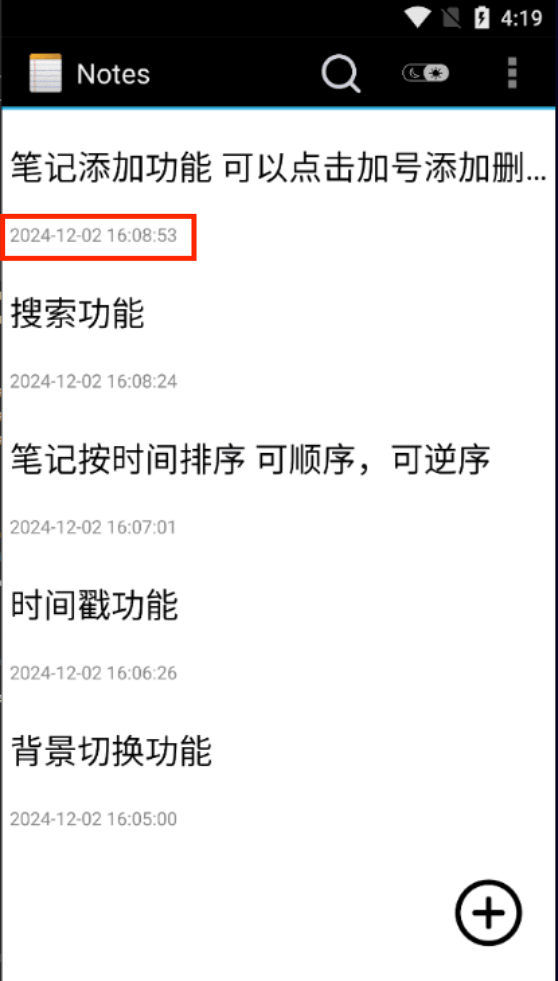 4:19
Notes
笔记添加功能 可以点击加号添加删...
2024-12-02 16:08:53
搜索功能
2024-12-02 16:08:24
笔记按时间排序 可顺序，可逆序
2024-12-02 16:07:01
时间戳功能
2024-12-02 16:06:26
背景切换功能
2024-12-02 16:05:00